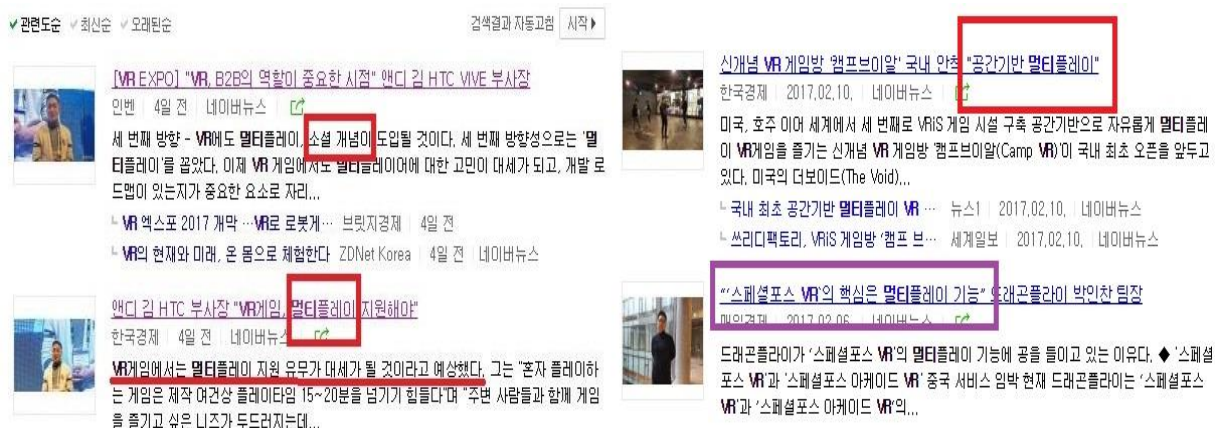 관련도순 최신순 오래된순 검색결과 자동고침 시작
[VR EXPO] "VR, B2B의 역할이 중요한 시점" 앤디 김 HTC VIVE 부사장
인벤 4일 전 네이버뉴스
세 번째 방향 - VR에도 멀티플레이, 소셜 개념이 도입될 것이다. 세 번째 방향성으로는 '멀
티플레이'를 꼽았다. 이제 VR 게임에서도 멀티플레이어에 대한 고민이 대세가 되고, 개발 로
드맵이 있는지가 중요한 요소로 자리...
VR 엑스포 2017 개막 …VR로 로봇게… 브릿지경제 4일 전
VR의 현재와 미래, 온 몸으로 체험한다 ZDNet Korea 4일 전 네이버뉴스
앤디 김 HTC 부사장 "VR게임, 멀티플레이 지원해야"
한국경제 4일 전 네이버뉴스
VR게임에서는 멀티플레이 지원 유무가 대세가 될 것이라고 예상했다. 그는 "혼자 플레이하
는 게임은 제작 여건상 플레이타임 15~20분을 넘기기 힘들다"며 "주변 사람들과 함께 게임
을 즐기고 싶은 니즈가 두드러지는데...
신개념 VR 게임방 '캠프브이알' 국내 안착 "공간기반 멀티플레이"
한국경제 2017.02.10. 네이버뉴스
미국, 호주 이어 세계에서 세 번째로 VRiS 게임 시설 구축 공간기반으로 자유롭게 멀티플레
이 VR게임을 즐기는 신개념 VR 게임방 '캠프브이알(Camp VR)'이 국내 최초 오픈을 앞두고
있다. 미국의 더보이드(The Void)...
국내 최초 공간기반 멀티플레이 VR … 뉴스1 2017.02.10. 네이버뉴스
쓰리디팩토리, VRiS 게임방 '캠프 브… 세계일보 2017.02.10. 네이버뉴스
"'스페셜포스 VR'의 핵심은 멀티플레이 기능" 드래곤플라이 박인찬 팀장
매일경제 2017.02.06. 네이버뉴스
드래곤플라이가 '스페셜포스 VR'의 멀티플레이 기능에 공을 들이고 있는 이유다. ◆ '스페셜
포스 VR'과 '스페셜포스 아케이드 VR' 중국 서비스 임박 현재 드래곤플라이는 '스페셜포스
VR'과 '스페셜포스 아케이드 VR'의...